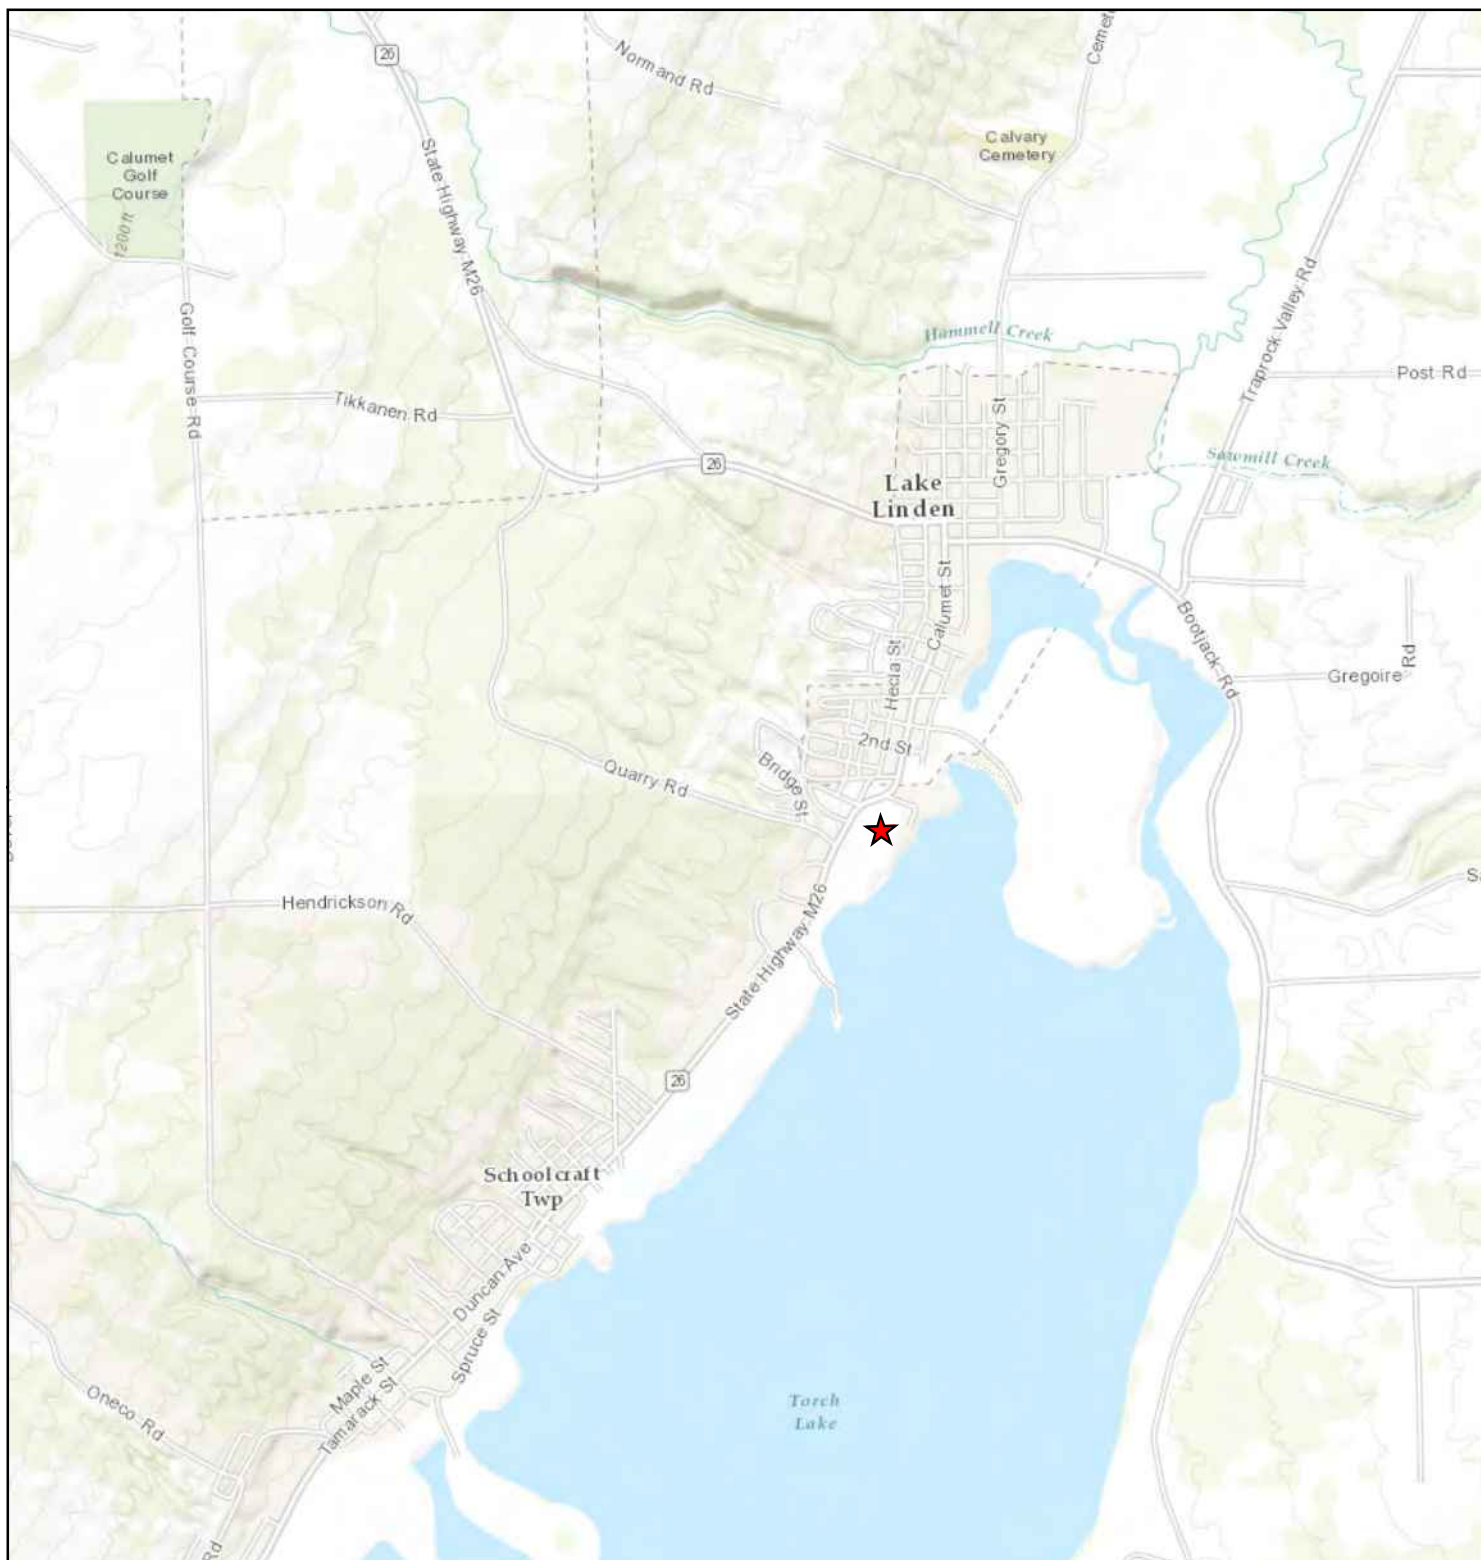 26
Normand Rd
Calvary
Cemetery
Calumet
Golf
Course
1200 ft
State Highway M26
Golf Course Rd
Hammell Creek
Traprock Valley Rd
Post Rd
Tikkanen Rd
Gregory St
26
Sawmill Creek
Lake
Linden
Calumet St
Bootjack Rd
Hecla St
Gregoire Rd
2nd St
Bridge St
Quarry Rd
Hendrickson Rd
State Highway M26
26
Schoolcraft
Twp
Duncan Ave
Spruce St
Maple St
Tamarack St
Oneco Rd
Torch
Lake
Rd